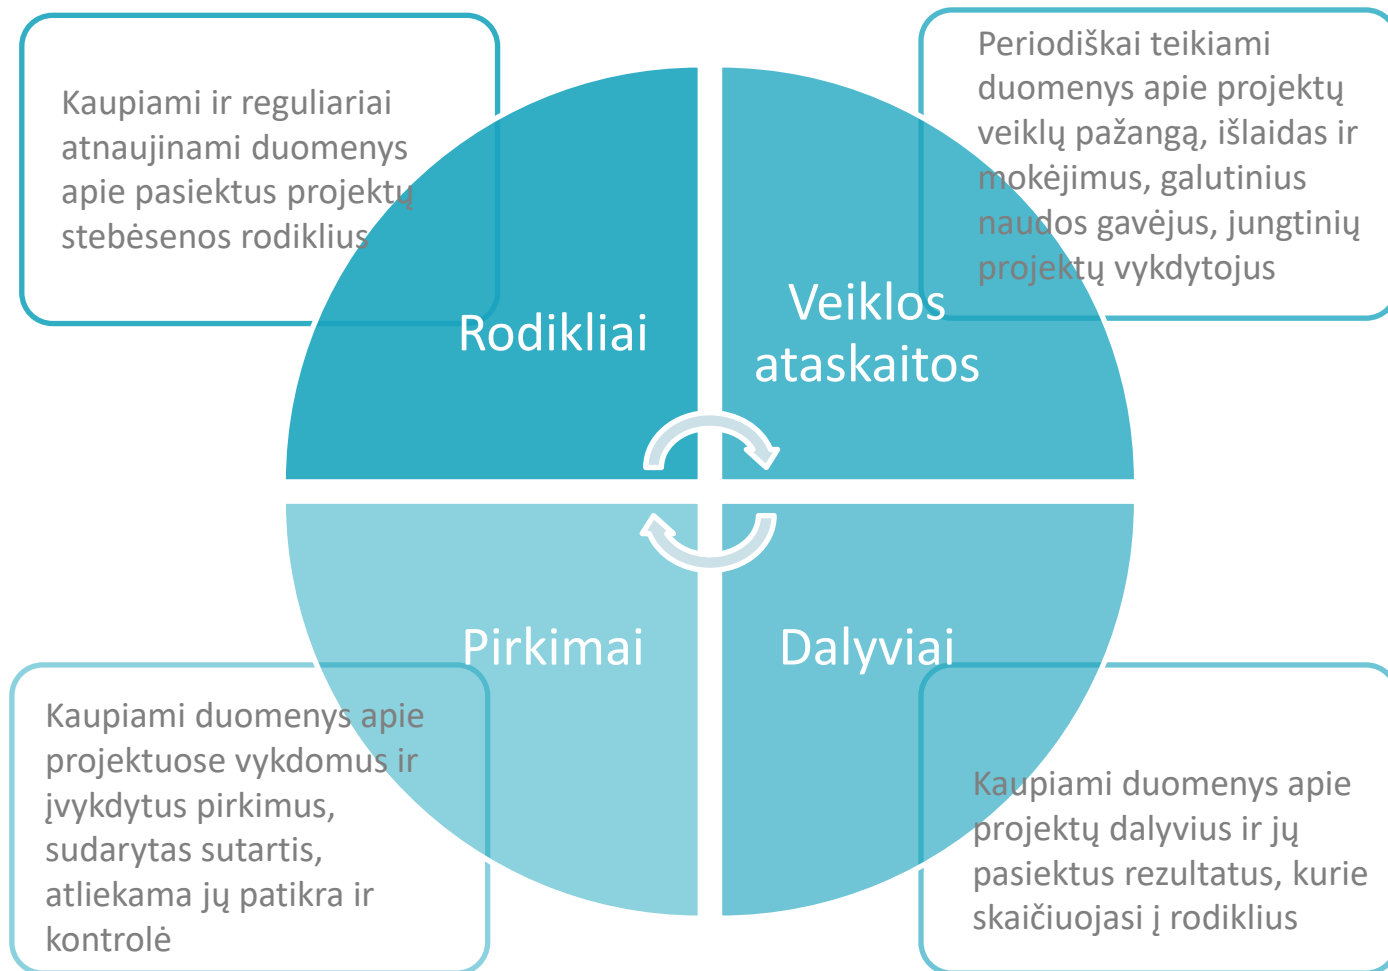 Kaupiami ir reguliariai
atnaujinami duomenys
apie pasiektus projektų
stebėsenos rodiklius
Periodiškai teikiami
duomenys apie projektų
veiklų pažangą, išlaidas ir
mokėjimus, galutinius
naudos gavėjus, jungtinių
projektų vykdytojus
Rodikliai
Veiklos
ataskaitos
Pirkimai
Dalyviai
Kaupiami duomenys apie
projektuose vykdomus ir
įvykdytus pirkimus,
sudarytas sutartis,
atliekama jų patikra ir
kontrolė
Kaupiami duomenys apie
projektų dalyvius ir jų
pasiektus rezultatus, kurie
skaičiuojasi į rodiklius